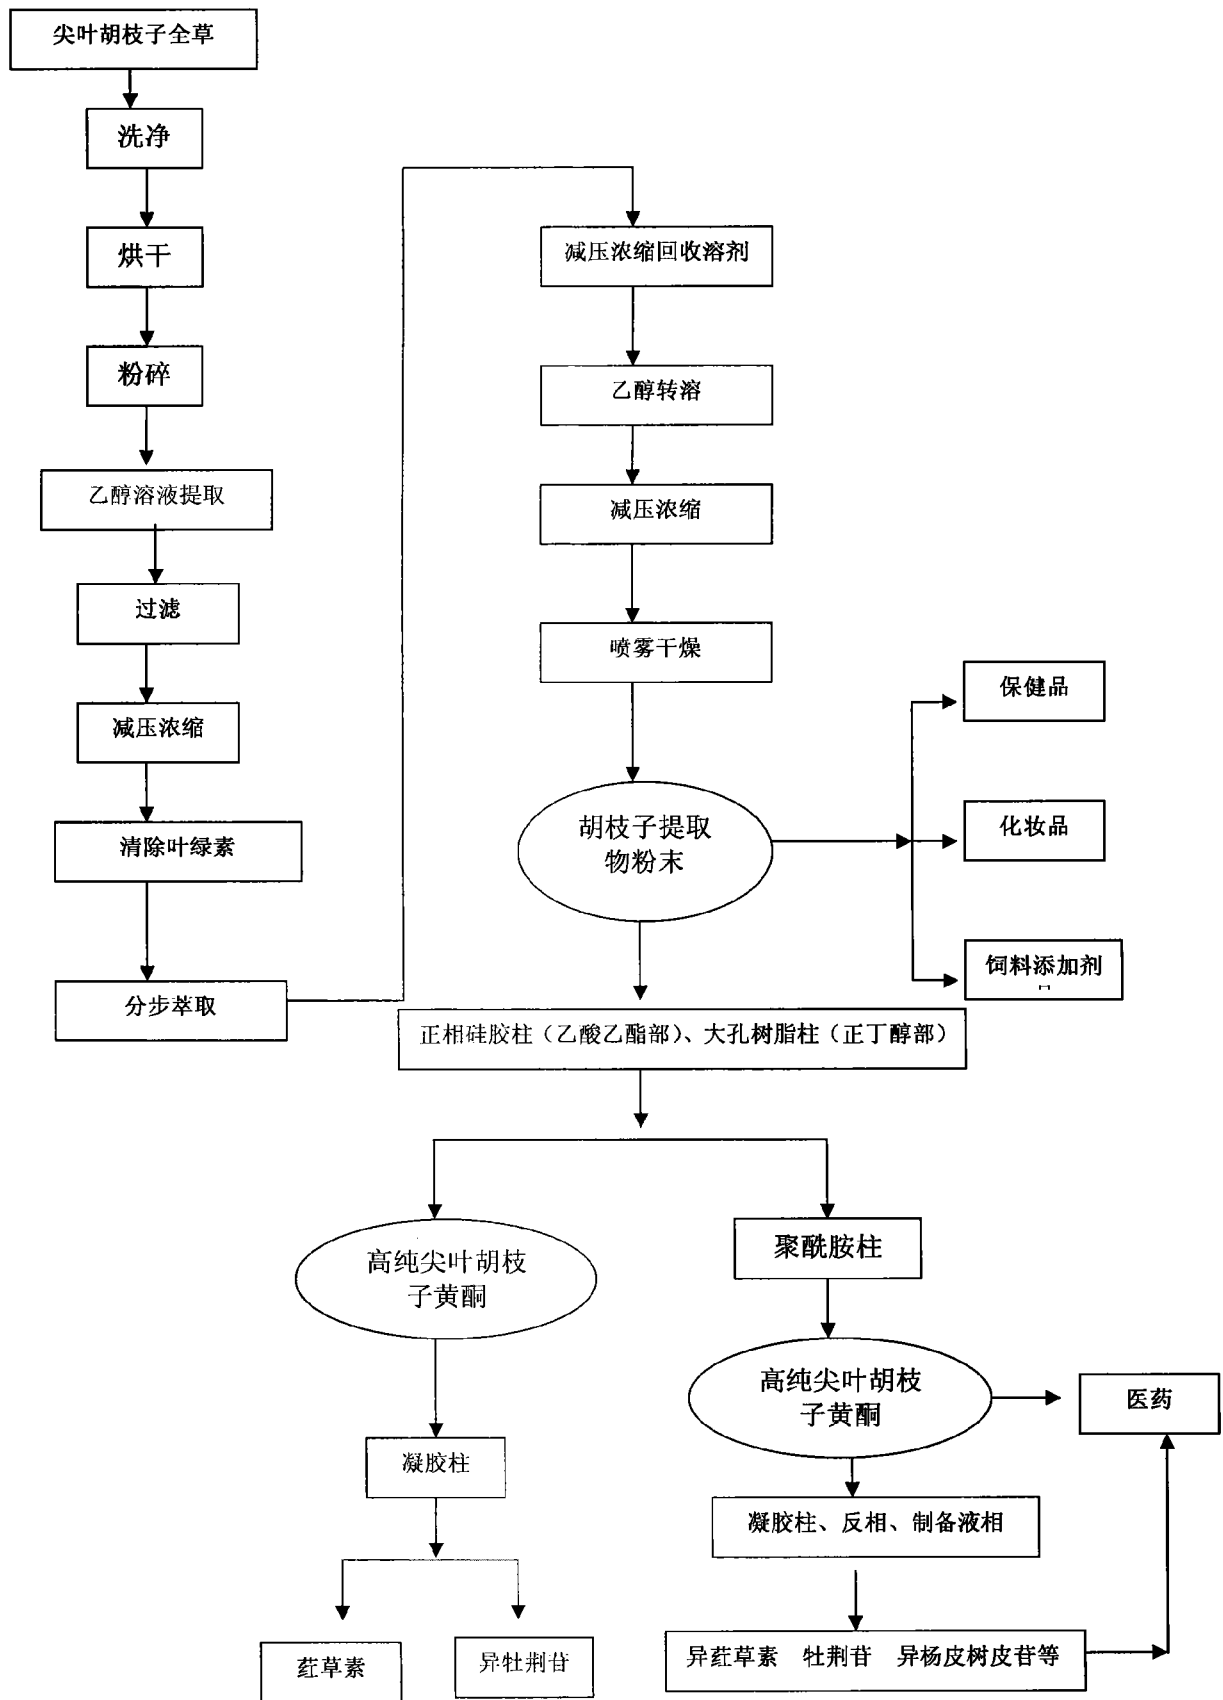 尖叶胡枝子全草
洗净
烘干
粉碎
乙醇溶液提取
过滤
减压浓缩
清除叶绿素
分步萃取
减压浓缩回收溶剂
乙醇转溶
减压浓缩
喷雾干燥
胡枝子提取
物粉末
保健品
化妆品
饲料添加剂
正相硅胶柱（乙酸乙酯部）、大孔树脂柱（正丁醇部）
高纯尖叶胡枝
子黄酮
凝胶柱
荭草素
异牡荆苷
聚酰胺柱
高纯尖叶胡枝
子黄酮
医药
凝胶柱、反相、制备液相
异荭草素 牡荆苷 异杨皮树皮苷等